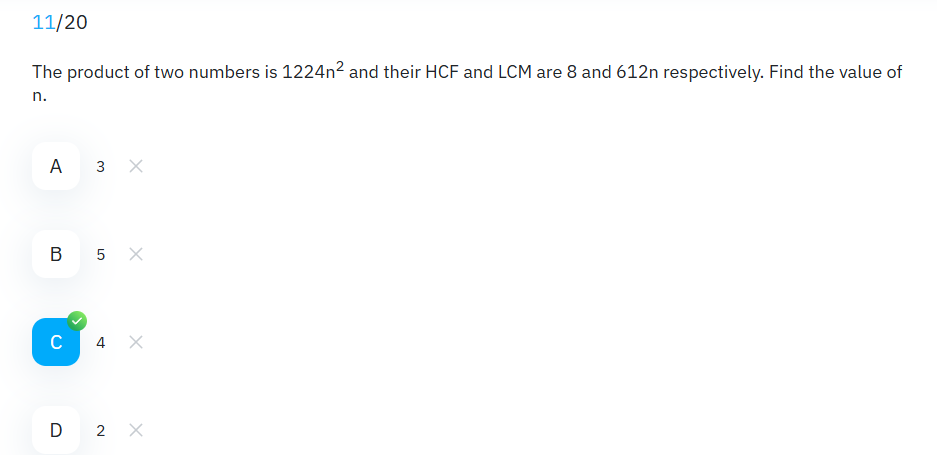 11/20
The product of two numbers is 1224n² and their HCF and LCM are 8 and 612n respectively. Find the value of
n.
A 3
B 5
C 4
D 2